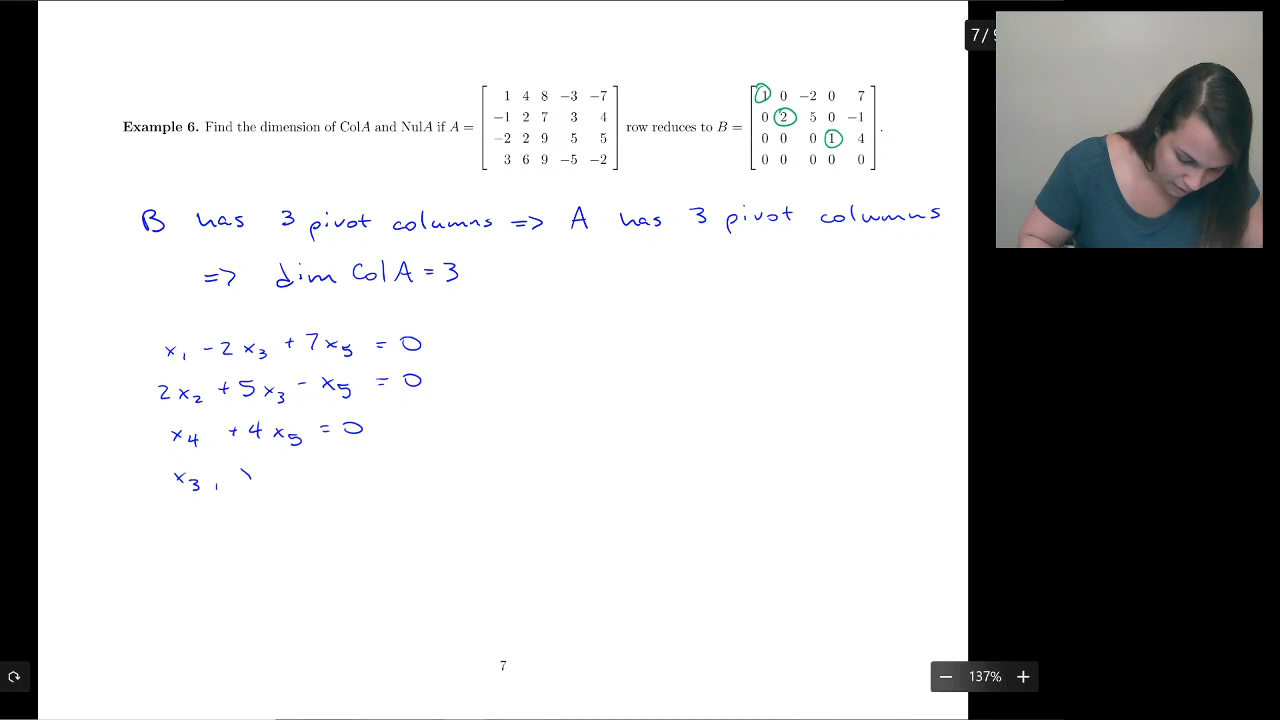 7 / 9
Example 6. Find the dimension of ColA and NulA if A = [ 1 4 8 −3 −7 ; −1 2 7 3 4 ; −2 2 9 5 5 ; 3 6 9 −5 −2 ] row reduces to B = [ 1 0 −2 0 7 ; 0 2 5 0 −1 ; 0 0 0 1 4 ; 0 0 0 0 0 ].
B has 3 pivot columns => A has 3 pivot columns
=> dim Col A = 3
x₁ - 2x₃ + 7x₅ = 0
2x₂ + 5x₃ - x₅ = 0
x₄ + 4x₅ = 0
x₃,
7
137%